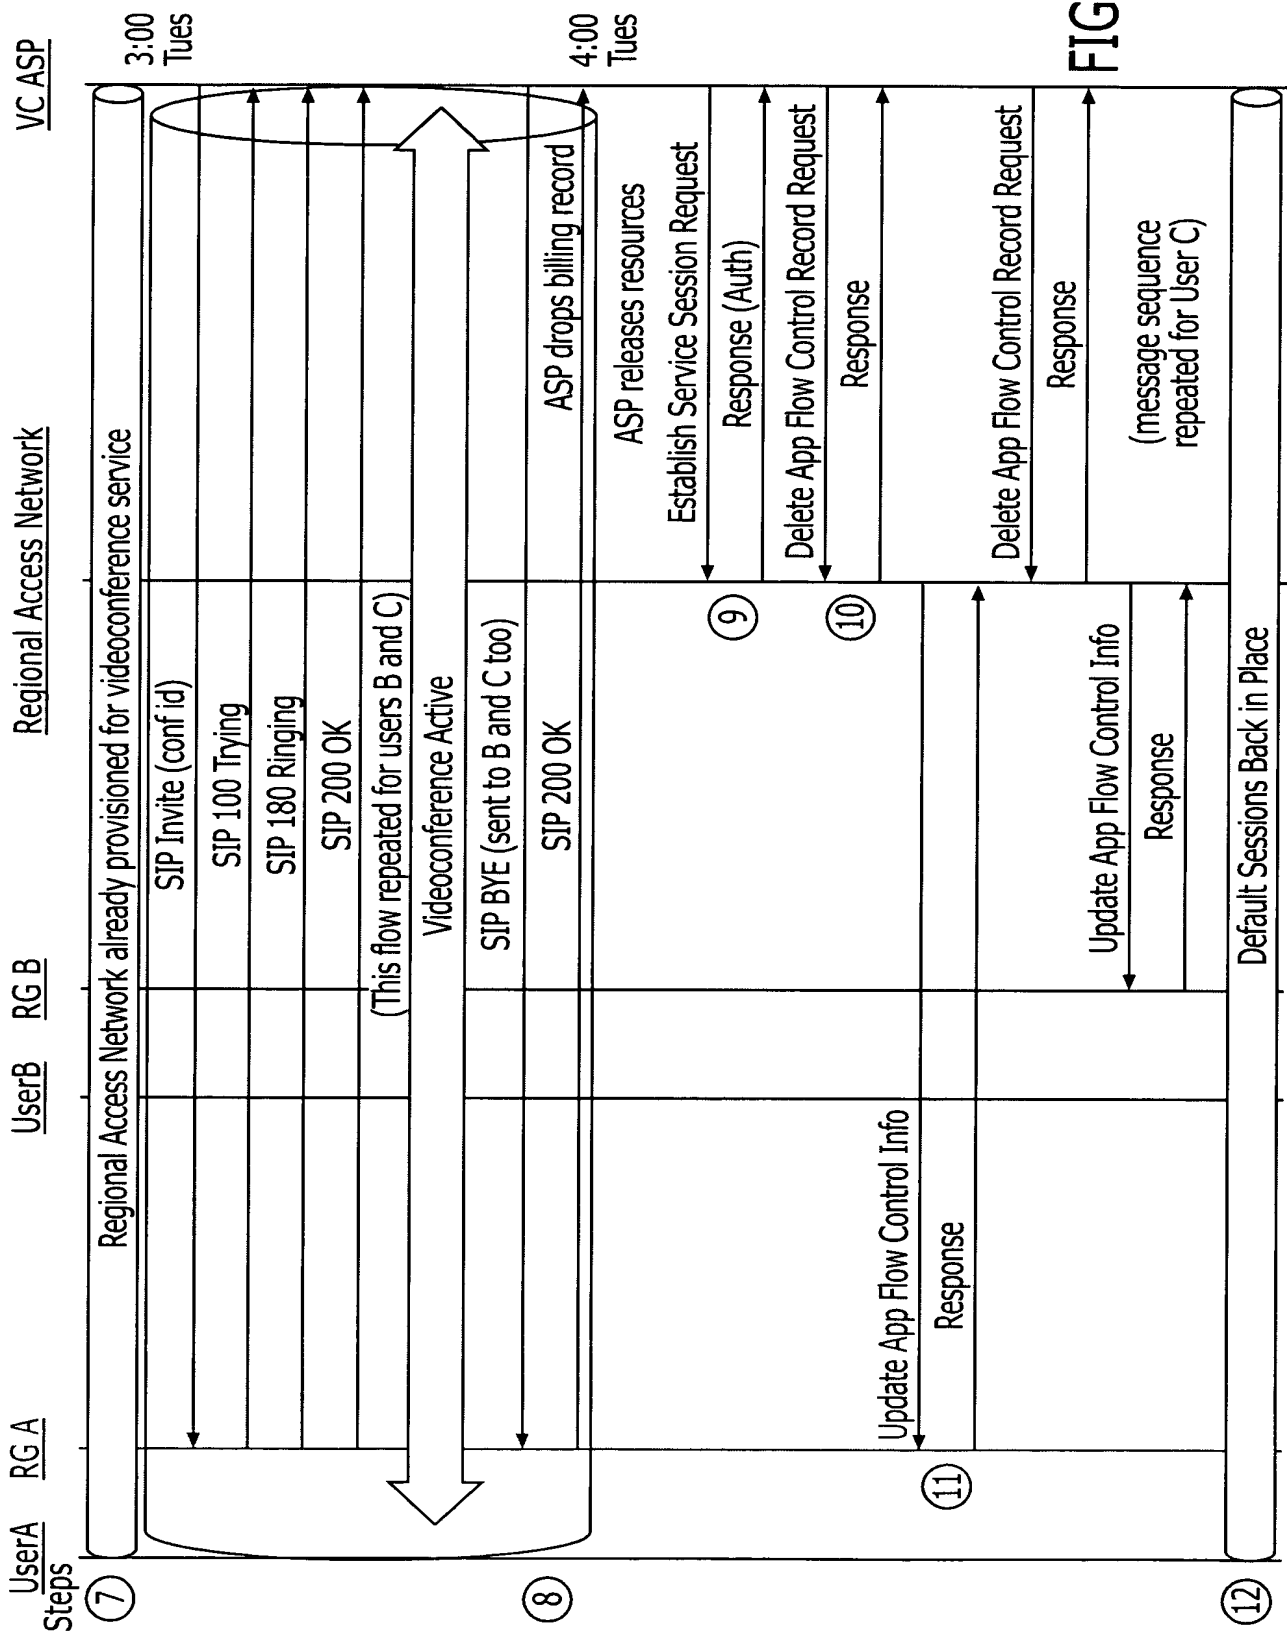 UserA
RG A
UserB
RG B
Regional Access Network
VC ASP
Steps
7
Regional Access Network already provisioned for videoconference service
3:00
Tues
SIP Invite (conf id)
SIP 100 Trying
SIP 180 Ringing
SIP 200 OK
(This flow repeated for users B and C)
Videoconference Active
SIP BYE (sent to B and C too)
8
SIP 200 OK
ASP drops billing record
4:00
Tues
ASP releases resources
Establish Service Session Request
9
Response (Auth)
Delete App Flow Control Record Request
10
Response
Update App Flow Control Info
11
Response
Delete App Flow Control Record Request
Response
Update App Flow Control Info
Response
(message sequence
repeated for User C)
12
Default Sessions Back in Place
FIG